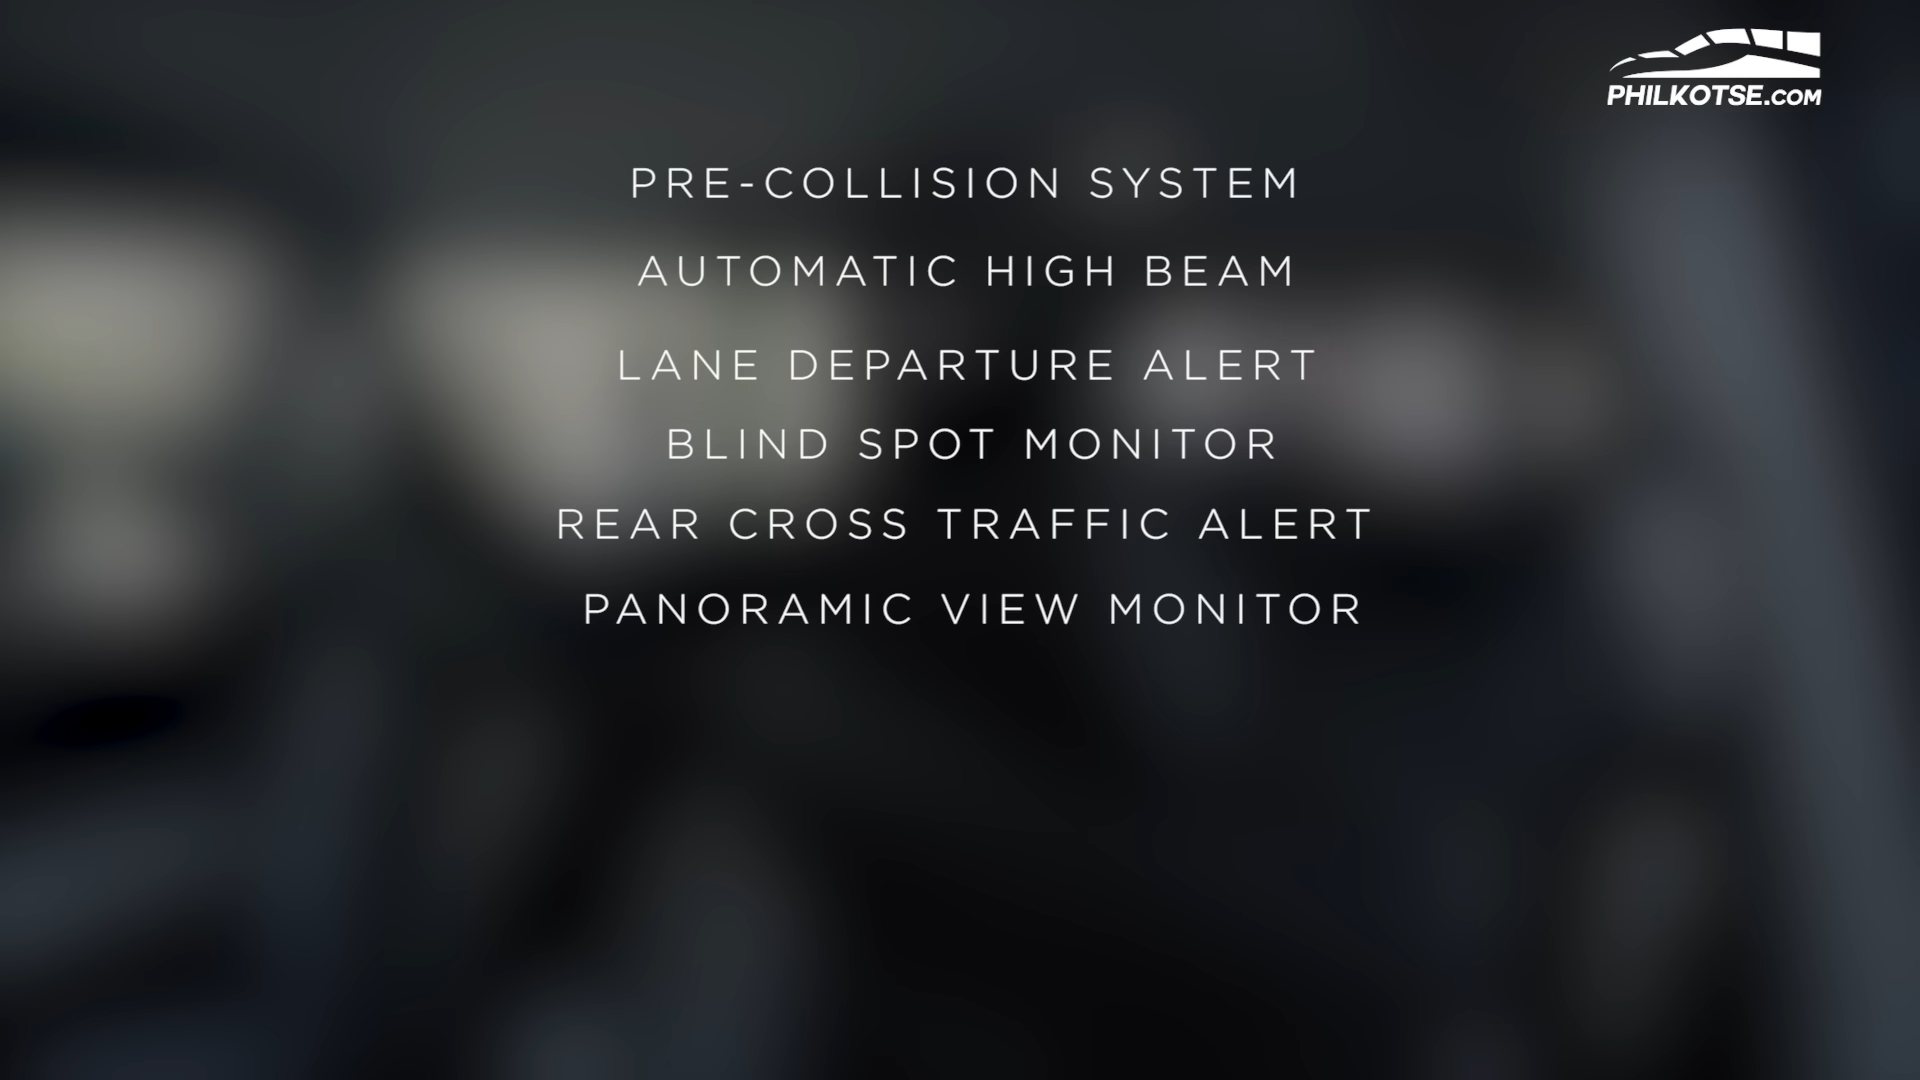 PHILKOTSE.COM
PRE-COLLISION SYSTEM
AUTOMATIC HIGH BEAM
LANE DEPARTURE ALERT
BLIND SPOT MONITOR
REAR CROSS TRAFFIC ALERT
PANORAMIC VIEW MONITOR